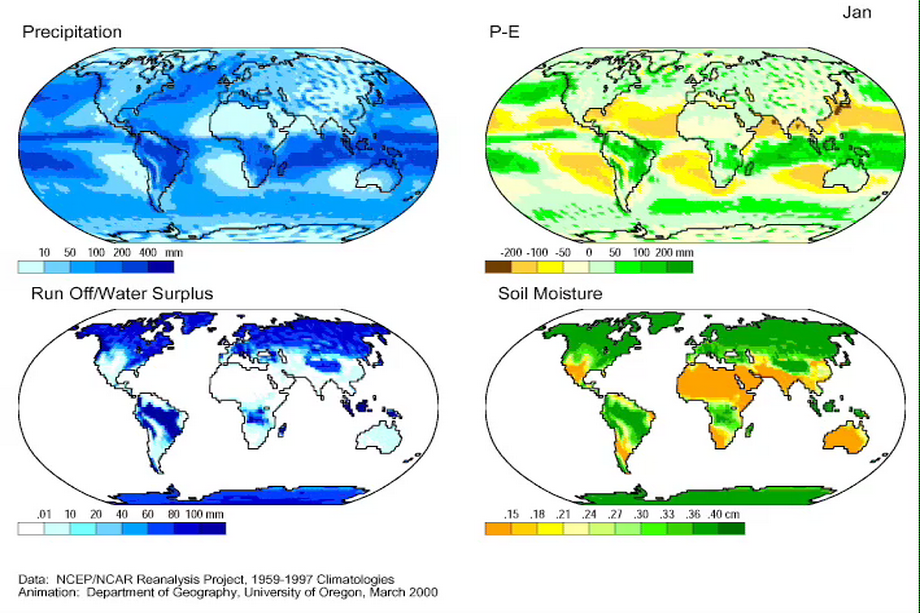 Jan
Precipitation
P-E
10 50 100 200 400 mm
-200 -100 -50 0 50 100 200 mm
Run Off/Water Surplus
Soil Moisture
.01 10 20 40 60 80 100 mm
.15 .18 .21 .24 .27 .30 .33 .36 .40 cm
Data: NCEP/NCAR Reanalysis Project, 1959-1997 Climatologies
Animation: Department of Geography, University of Oregon, March 2000